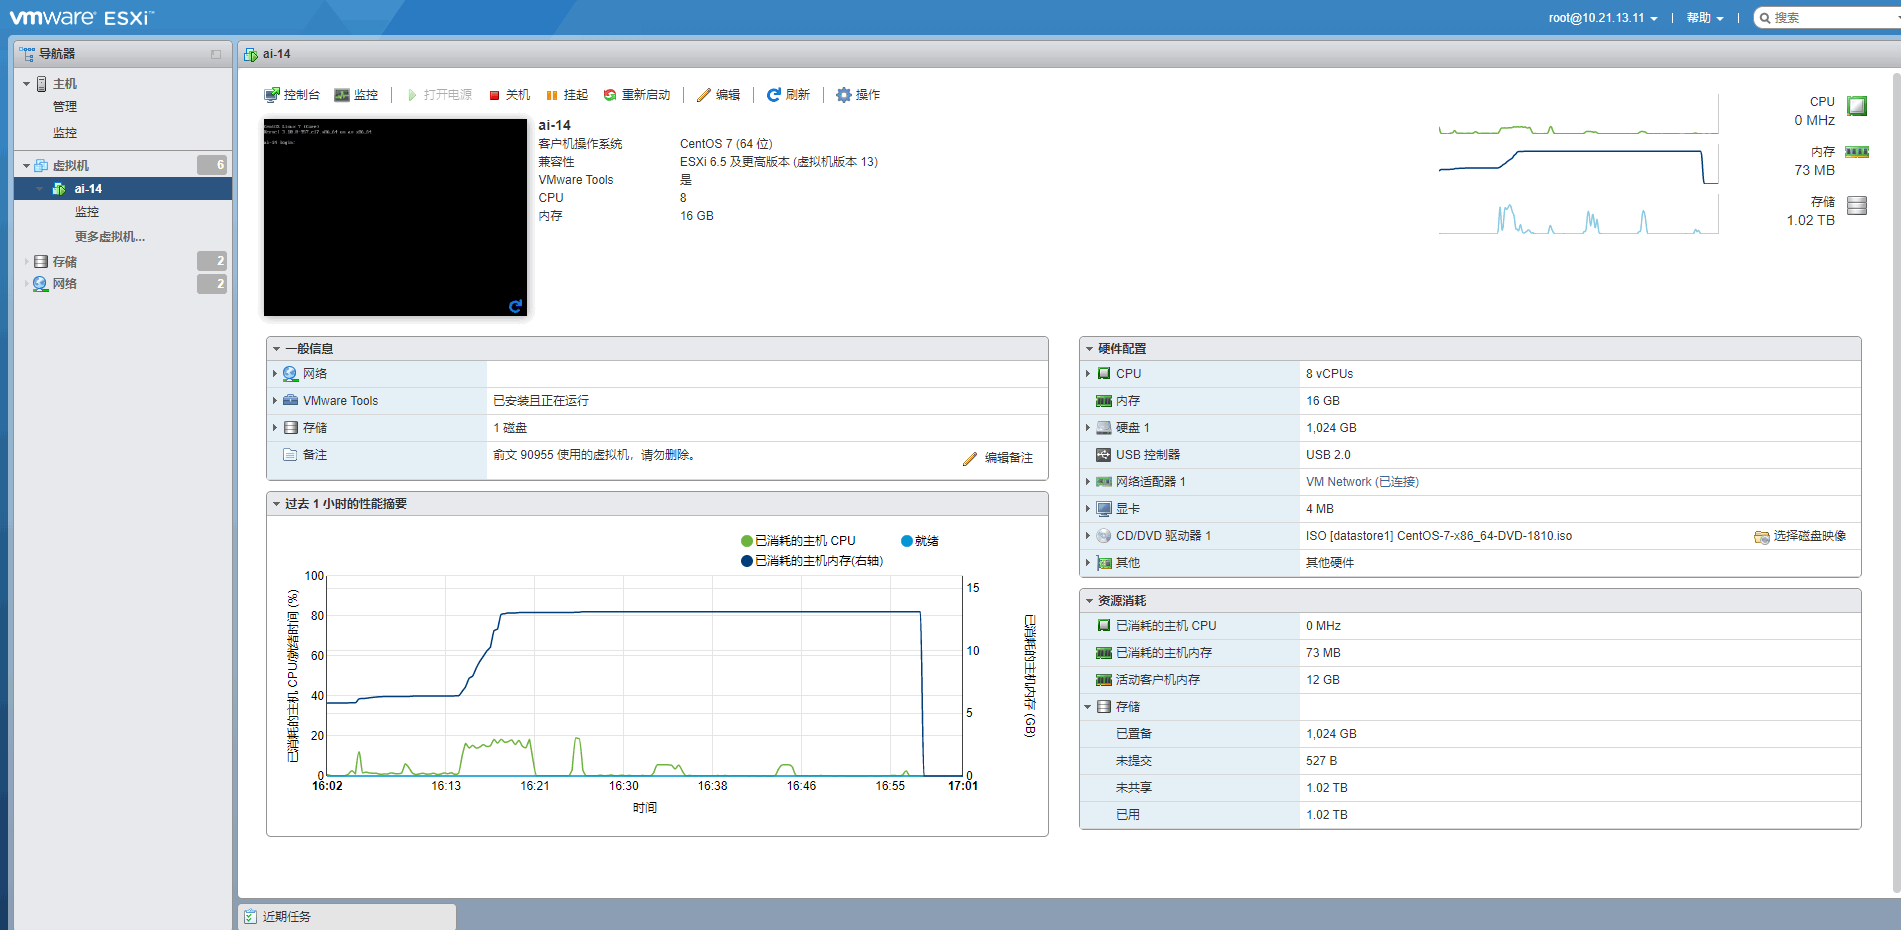 vmware ESXi™
root@10.21.13.11 | 帮助 | 搜索
导航器
主机
管理
监控
虚拟机 6
ai-14
监控
更多虚拟机...
存储 2
网络 2
ai-14
控制台 监控 | 打开电源 关机 挂起 重新启动 | 编辑 | 刷新 | 操作
CentOS Linux 7 (Core)
ai-14 login:
ai-14
客户机操作系统 CentOS 7 (64 位)
兼容性 ESXi 6.5 及更高版本 (虚拟机版本 13)
VMware Tools 是
CPU 8
内存 16 GB
CPU
0 MHz
内存
73 MB
存储
1.02 TB
一般信息
网络
VMware Tools 已安装且正在运行
存储 1 磁盘
备注 俞文 90955 使用的虚拟机，请勿删除。 编辑备注
过去 1 小时的性能摘要
已消耗的主机 CPU 就绪
已消耗的主机内存(右轴)
已消耗的主机 CPU/就绪时间 (%)
100
80
60
40
20
0
15
10
5
0
已消耗的主机内存 (GB)
16:02 16:13 16:21 16:30 16:38 16:46 16:55 17:01
时间
硬件配置
CPU 8 vCPUs
内存 16 GB
硬盘 1 1,024 GB
USB 控制器 USB 2.0
网络适配器 1 VM Network (已连接)
显卡 4 MB
CD/DVD 驱动器 1 ISO [datastore1] CentOS-7-x86_64-DVD-1810.iso 选择磁盘映像
其他 其他硬件
资源消耗
已消耗的主机 CPU 0 MHz
已消耗的主机内存 73 MB
活动客户机内存 12 GB
存储
已置备 1,024 GB
未提交 527 B
未共享 1.02 TB
已用 1.02 TB
近期任务